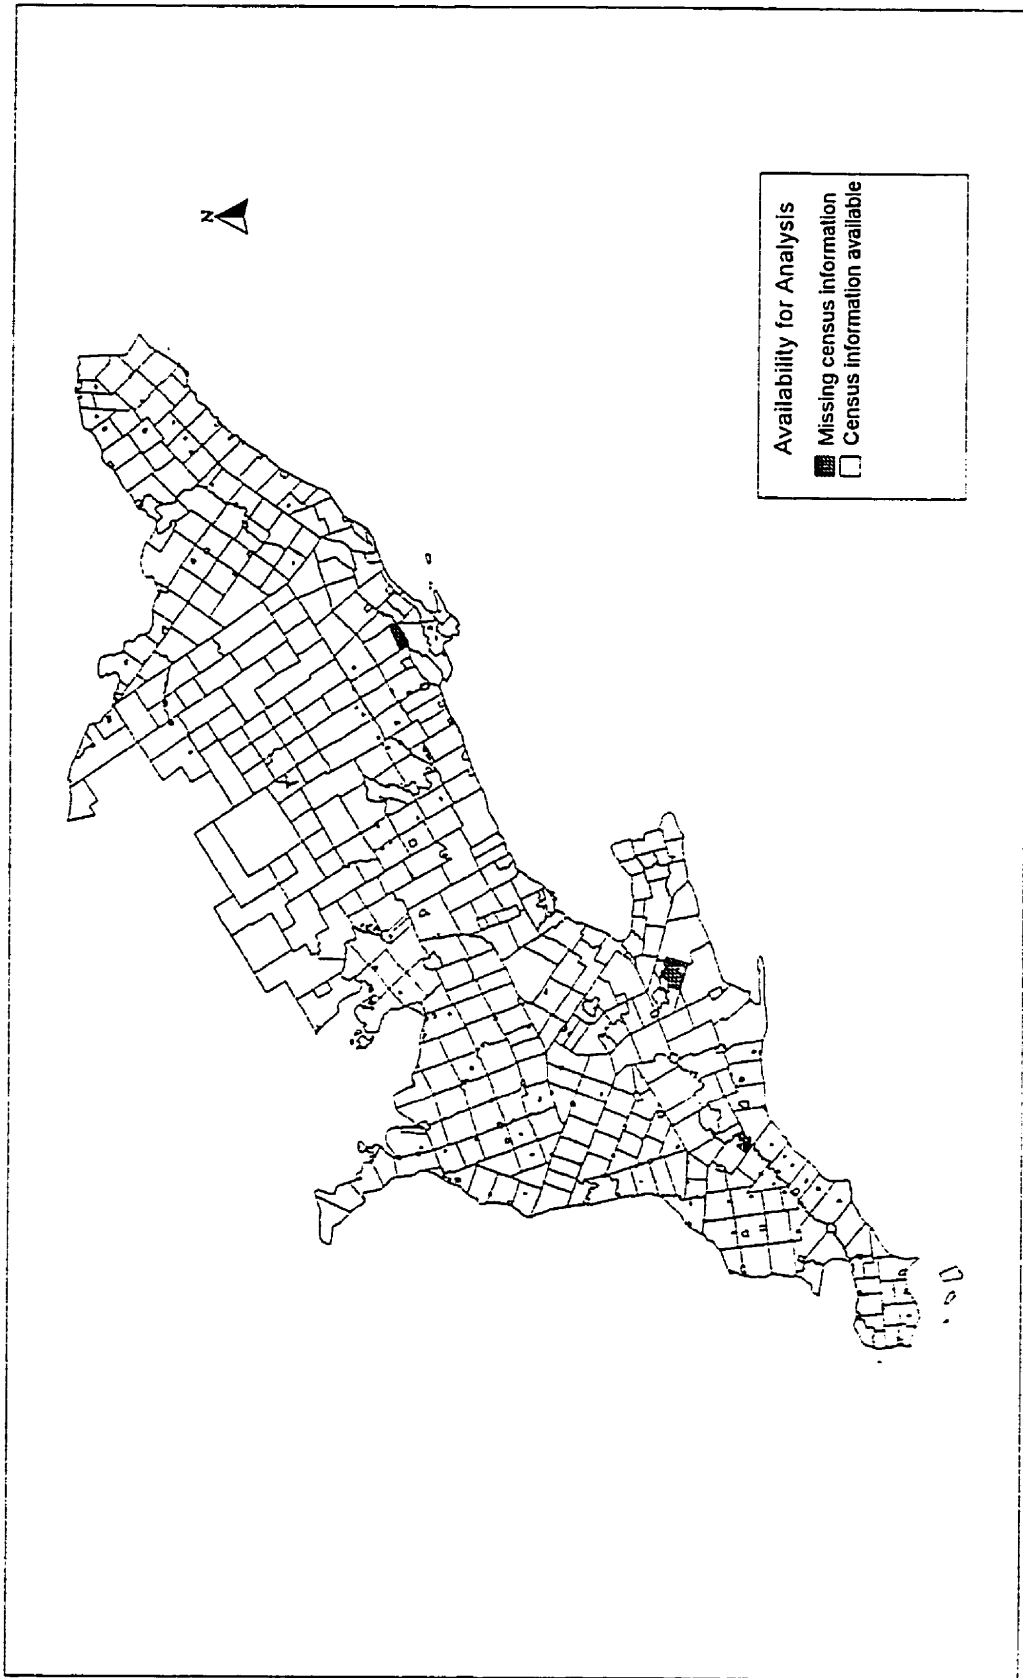 N
Availability for Analysis
Missing census information
Census information available